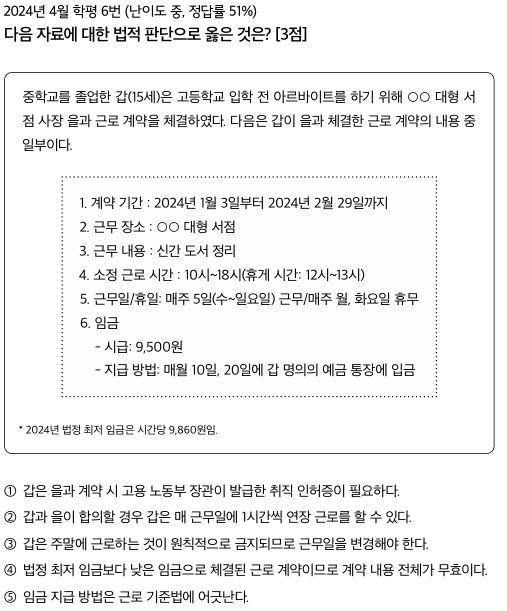 2024년 4월 학평 6번 (난이도 중, 정답률 51%)
다음 자료에 대한 법적 판단으로 옳은 것은? [3점]
중학교를 졸업한 갑(15세)은 고등학교 입학 전 아르바이트를 하기 위해 ○○ 대형 서
점 사장 을과 근로 계약을 체결하였다. 다음은 갑이 을과 체결한 근로 계약의 내용 중
일부이다.
1. 계약 기간 : 2024년 1월 3일부터 2024년 2월 29일까지
2. 근무 장소 : ○○ 대형 서점
3. 근무 내용 : 신간 도서 정리
4. 소정 근로 시간 : 10시~18시(휴게 시간: 12시~13시)
5. 근무일/휴일: 매주 5일(수~일요일) 근무/매주 월, 화요일 휴무
6. 임금
- 시급: 9,500원
- 지급 방법: 매월 10일, 20일에 갑 명의의 예금 통장에 입금
* 2024년 법정 최저 임금은 시간당 9,860원임.
① 갑은 을과 계약 시 고용 노동부 장관이 발급한 취직 인허증이 필요하다.
② 갑과 을이 합의할 경우 갑은 매 근무일에 1시간씩 연장 근로를 할 수 있다.
③ 갑은 주말에 근로하는 것이 원칙적으로 금지되므로 근무일을 변경해야 한다.
④ 법정 최저 임금보다 낮은 임금으로 체결된 근로 계약이므로 계약 내용 전체가 무효이다.
⑤ 임금 지급 방법은 근로 기준법에 어긋난다.